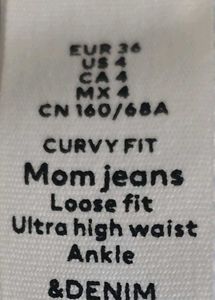 EUR 36
US 4
CA 4
MX 4
CN 160/68A
CURVY FIT
Mom jeans
Loose fit
Ultra high waist
Ankle
&DENIM